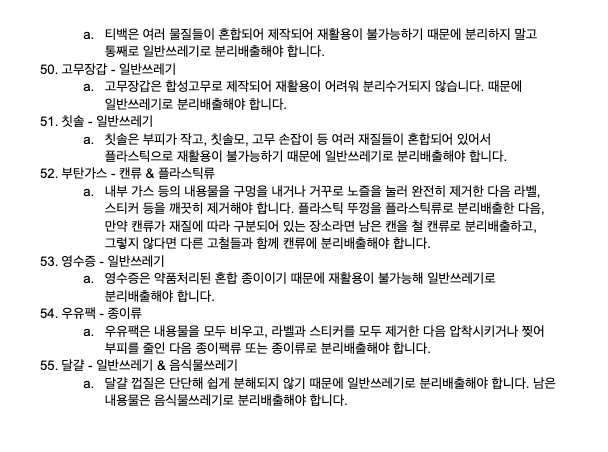 a. 티백은 여러 물질들이 혼합되어 제작되어 재활용이 불가능하기 때문에 분리하지 말고
통째로 일반쓰레기로 분리배출해야 합니다.
50. 고무장갑 - 일반쓰레기
a. 고무장갑은 합성고무로 제작되어 재활용이 어려워 분리수거되지 않습니다. 때문에
일반쓰레기로 분리배출해야 합니다.
51. 칫솔 - 일반쓰레기
a. 칫솔은 부피가 작고, 칫솔모, 고무 손잡이 등 여러 재질들이 혼합되어 있어서
플라스틱으로 재활용이 불가능하기 때문에 일반쓰레기로 분리배출해야 합니다.
52. 부탄가스 - 캔류 & 플라스틱류
a. 내부 가스 등의 내용물을 구멍을 내거나 거꾸로 노즐을 눌러 완전히 제거한 다음 라벨,
스티커 등을 깨끗히 제거해야 합니다. 플라스틱 뚜껑을 플라스틱류로 분리배출한 다음,
만약 캔류가 재질에 따라 구분되어 있는 장소라면 남은 캔을 철 캔류로 분리배출하고,
그렇지 않다면 다른 고철들과 함께 캔류에 분리배출해야 합니다.
53. 영수증 - 일반쓰레기
a. 영수증은 약품처리된 혼합 종이이기 때문에 재활용이 불가능해 일반쓰레기로
분리배출해야 합니다.
54. 우유팩 - 종이류
a. 우유팩은 내용물을 모두 비우고, 라벨과 스티커를 모두 제거한 다음 압착시키거나 찢어
부피를 줄인 다음 종이팩류 또는 종이류로 분리배출해야 합니다.
55. 달걀 - 일반쓰레기 & 음식물쓰레기
a. 달걀 껍질은 단단해 쉽게 분해되지 않기 때문에 일반쓰레기로 분리배출해야 합니다. 남은
내용물은 음식물쓰레기로 분리배출해야 합니다.